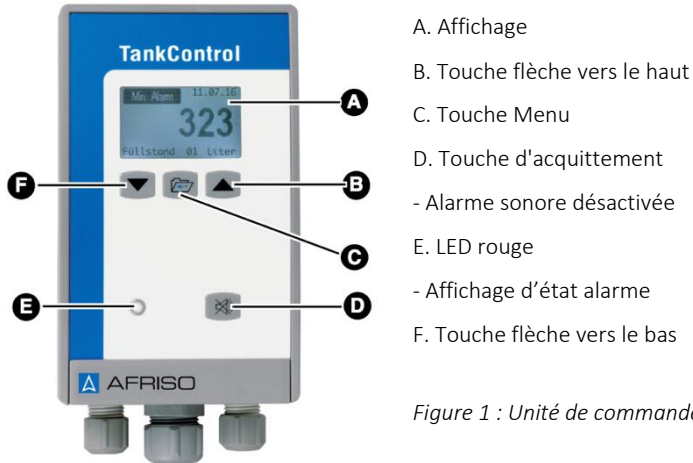 TankControl
Min. Alarm 11.07.16
323
Füllstand 01 Liter
A
F
B
C
E
D
AFRISO
A. Affichage
B. Touche flèche vers le haut
C. Touche Menu
D. Touche d'acquittement
- Alarme sonore désactivée
E. LED rouge
- Affichage d’état alarme
F. Touche flèche vers le bas
Figure 1 : Unité de commande